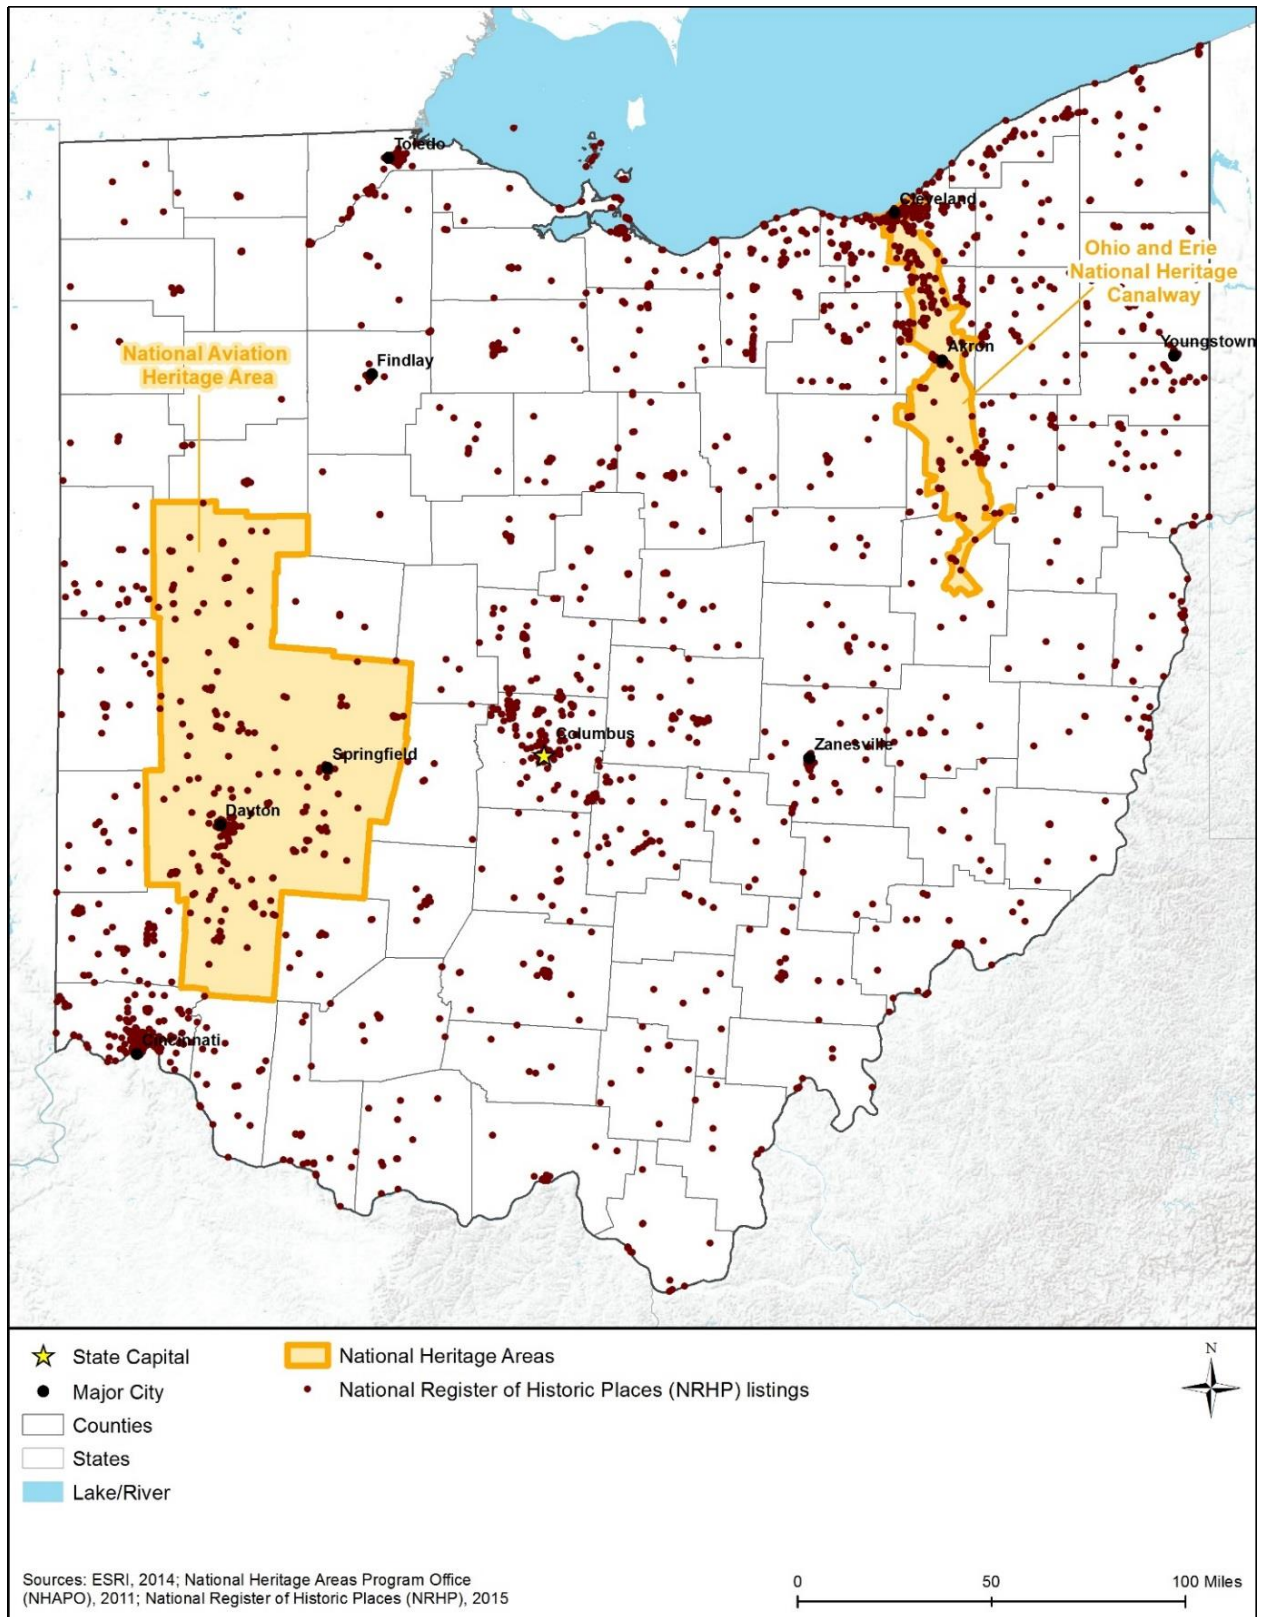 Toledo
Cleveland
Ohio and Erie
National Heritage
Canalway
Akron
Youngstown
National Aviation
Heritage Area
Findlay
Columbus
Zanesville
Springfield
Dayton
Cincinnati
State Capital
National Heritage Areas
N
Major City
National Register of Historic Places (NRHP) listings
Counties
States
Lake/River
Sources: ESRI, 2014; National Heritage Areas Program Office
(NHAPO), 2011; National Register of Historic Places (NRHP), 2015
0 50 100 Miles